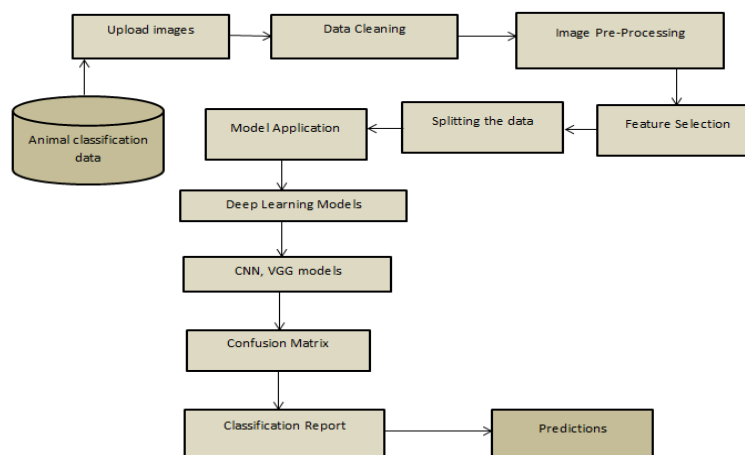 Upload images
Data Cleaning
Image Pre-Processing
Animal classification
data
Model Application
Splitting the data
Feature Selection
Deep Learning Models
CNN, VGG models
Confusion Matrix
Classification Report
Predictions